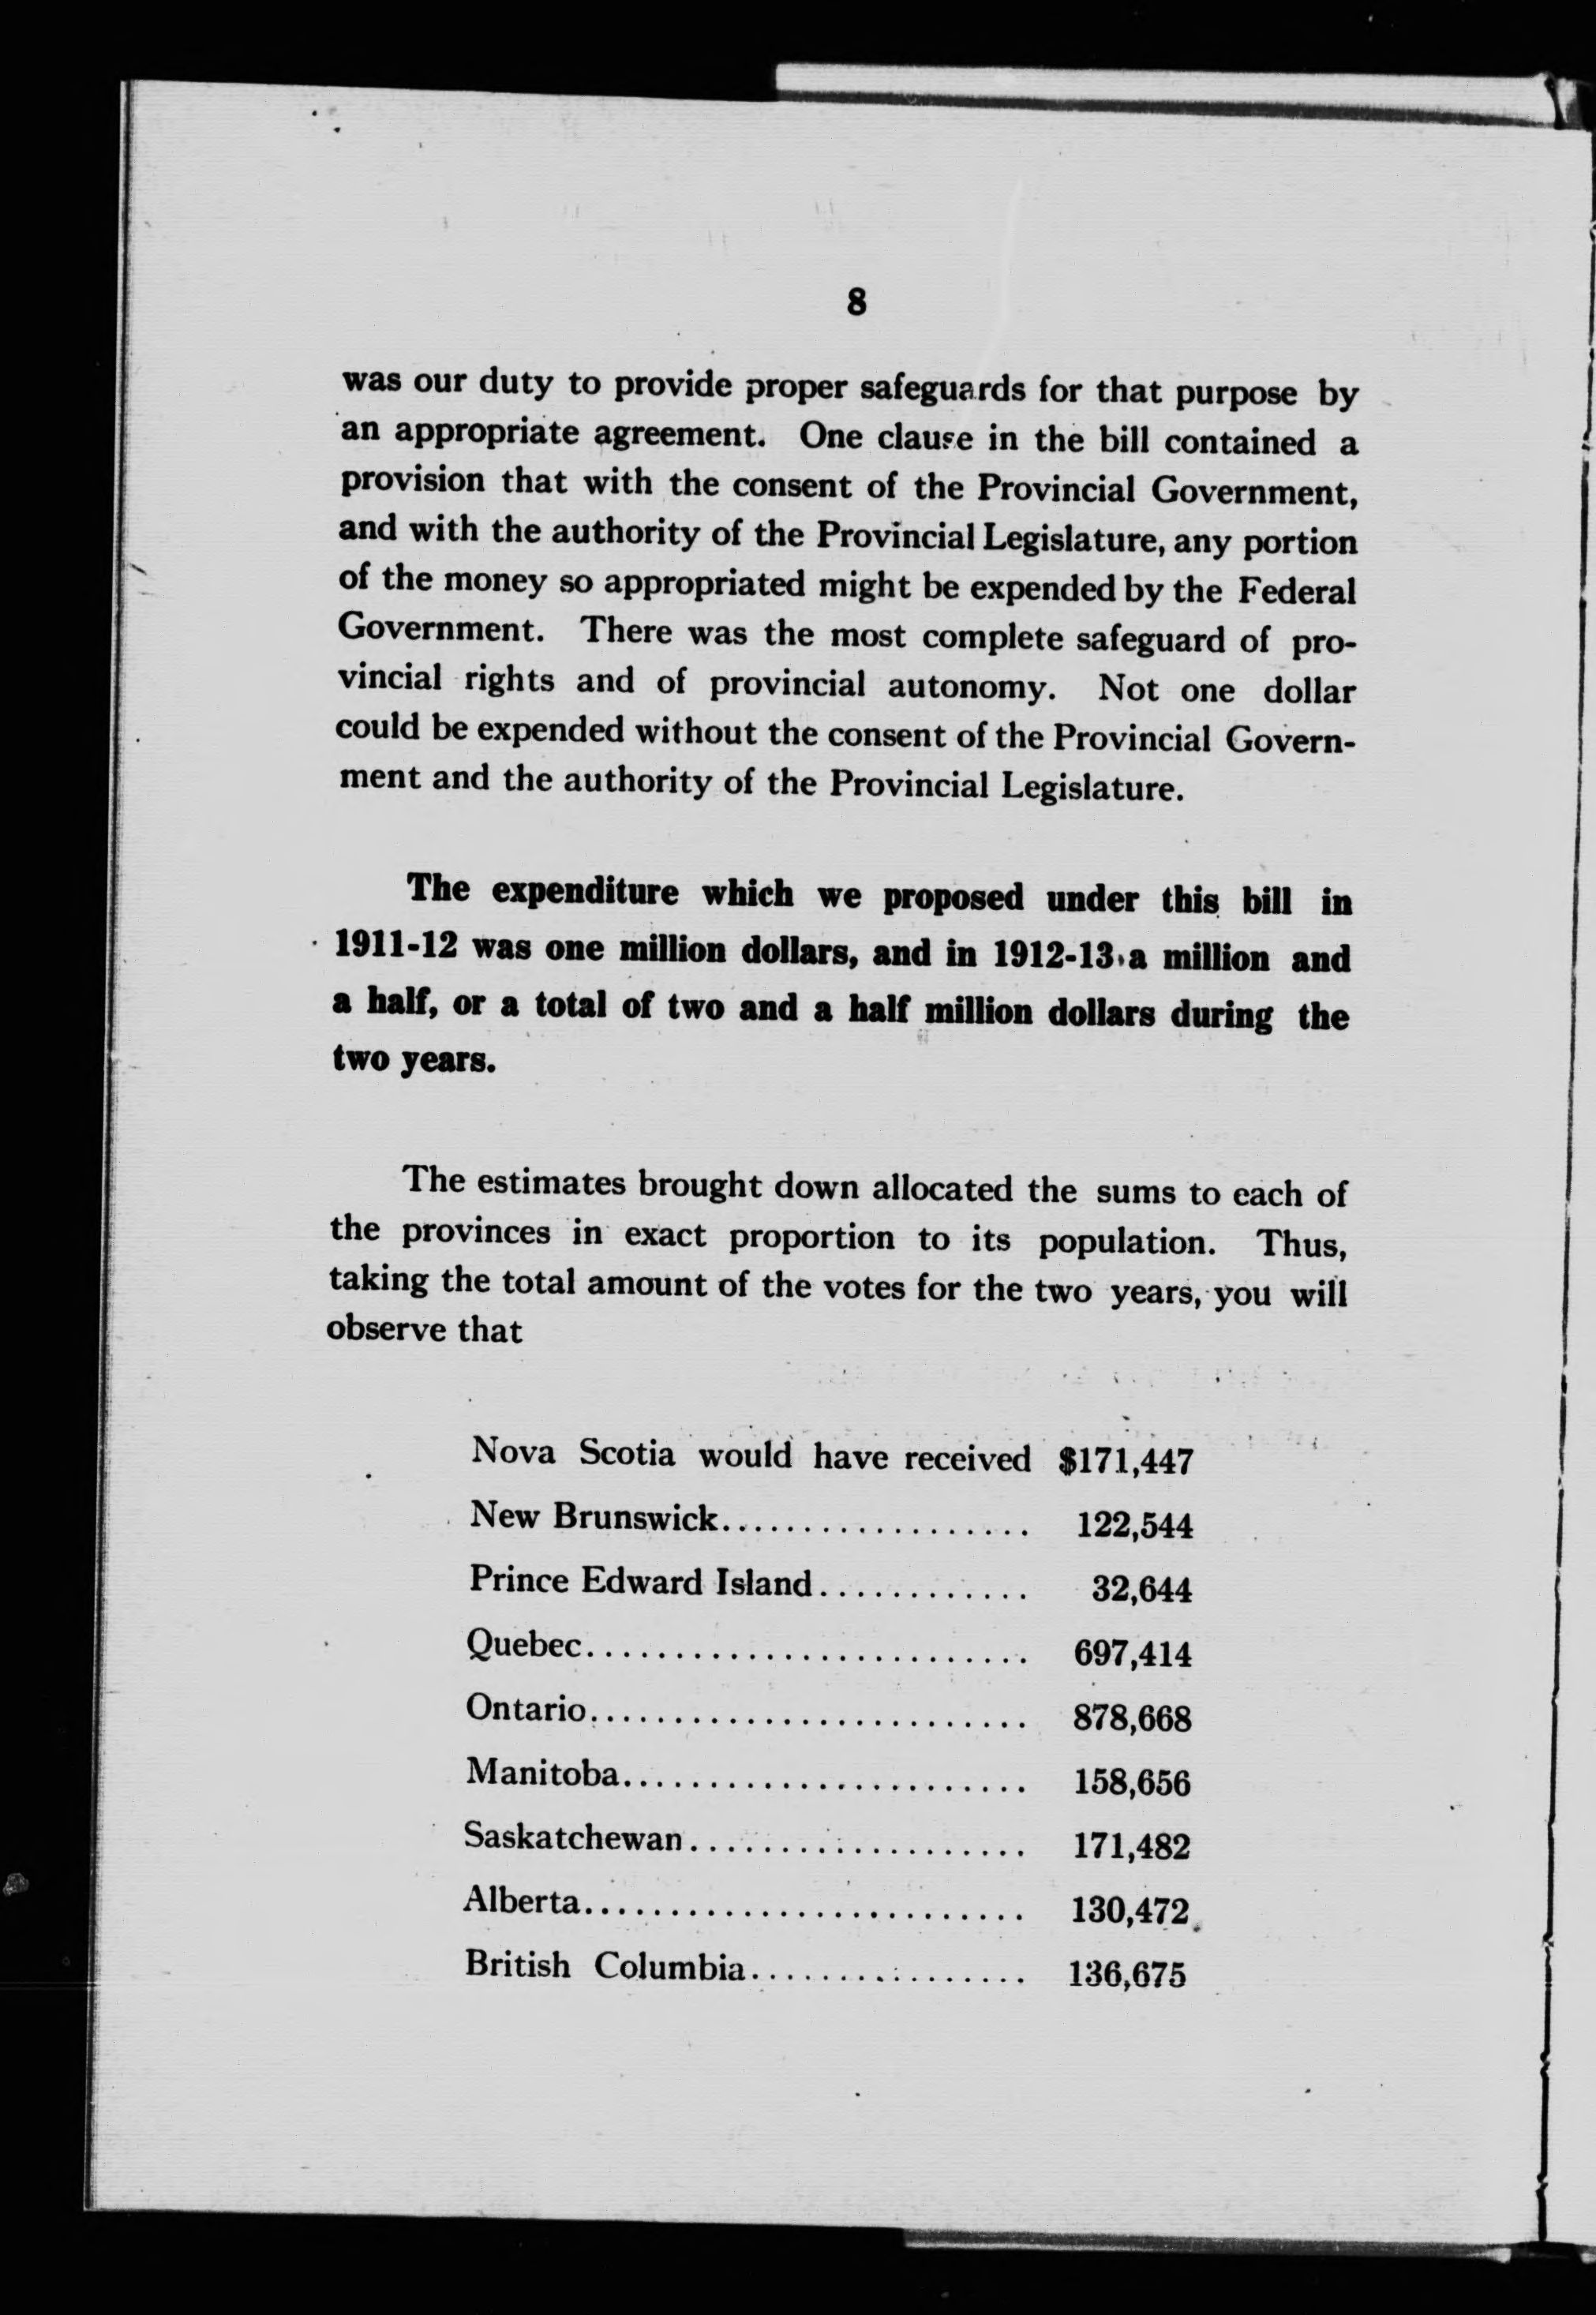 8
was our duty to provide proper safeguards for that purpose by
an appropriate agreement. One clause in the bill contained a
provision that with the consent of the Provincial Government,
and with the authority of the Provincial Legislature, any portion
of the money so appropriated might be expended by the Federal
Government. There was the most complete safeguard of pro-
vincial rights and of provincial autonomy. Not one dollar
could be expended without the consent of the Provincial Govern-
ment and the authority of the Provincial Legislature.
The expenditure which we proposed under this bill in
1911-12 was one million dollars, and in 1912-13, a million and
a half, or a total of two and a half million dollars during the
two years.
The estimates brought down allocated the sums to each of
the provinces in exact proportion to its population. Thus,
taking the total amount of the votes for the two years, you will
observe that
Nova Scotia would have received $171,447
New Brunswick.................. 122,544
Prince Edward Island............. 32,644
Quebec.......................... 697,414
Ontario.......................... 878,668
Manitoba........................ 158,656
Saskatchewan.................... 171,482
Alberta.......................... 130,472
British Columbia................ 136,675